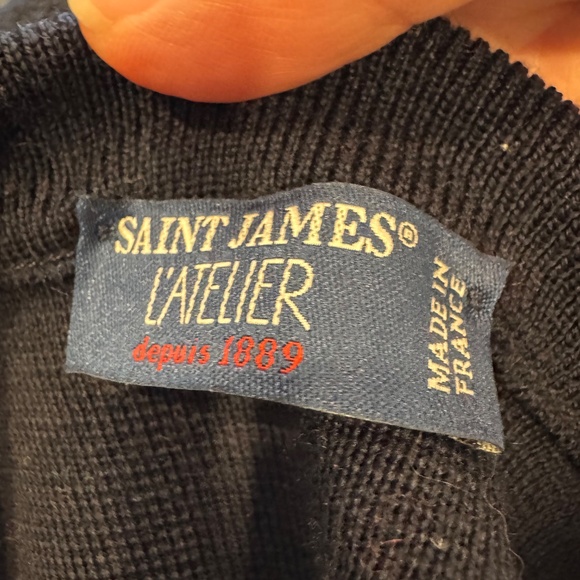 SAINT JAMES®
L'ATELIER
depuis 1889
MADE IN
FRANCE